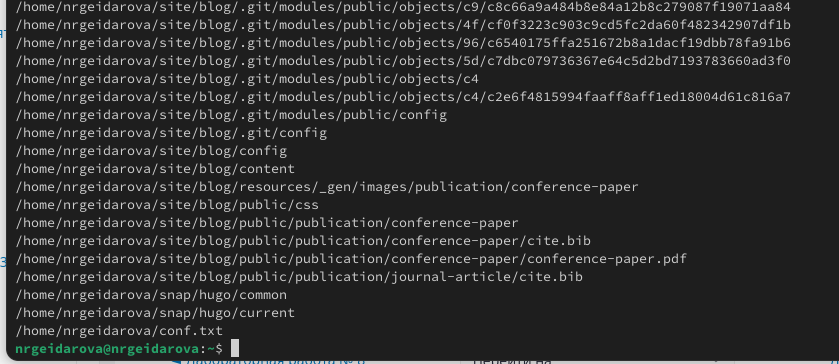 /home/nrgeidarova/site/blog/.git/modules/public/objects/c9/c8c66a9a484b8e84a12b8c279087f19071aa84
/home/nrgeidarova/site/blog/.git/modules/public/objects/4f/cf0f3223c903c9cd5fc2da60f482342907df1b
/home/nrgeidarova/site/blog/.git/modules/public/objects/96/c6540175ffa251672b8a1dacf19dbb78fa91b6
/home/nrgeidarova/site/blog/.git/modules/public/objects/5d/c7dbc079736367e64c5d2bd7193783660ad3f0
/home/nrgeidarova/site/blog/.git/modules/public/objects/c4
/home/nrgeidarova/site/blog/.git/modules/public/objects/c4/c2e6f4815994faaff8aff1ed18004d61c816a7
/home/nrgeidarova/site/blog/.git/modules/public/config
/home/nrgeidarova/site/blog/.git/config
/home/nrgeidarova/site/blog/config
/home/nrgeidarova/site/blog/content
/home/nrgeidarova/site/blog/resources/_gen/images/publication/conference-paper
/home/nrgeidarova/site/blog/public/css
/home/nrgeidarova/site/blog/public/publication/conference-paper
/home/nrgeidarova/site/blog/public/publication/conference-paper/cite.bib
/home/nrgeidarova/site/blog/public/publication/conference-paper/conference-paper.pdf
/home/nrgeidarova/site/blog/public/publication/journal-article/cite.bib
/home/nrgeidarova/snap/hugo/common
/home/nrgeidarova/snap/hugo/current
/home/nrgeidarova/conf.txt
nrgeidarova@nrgeidarova:~$